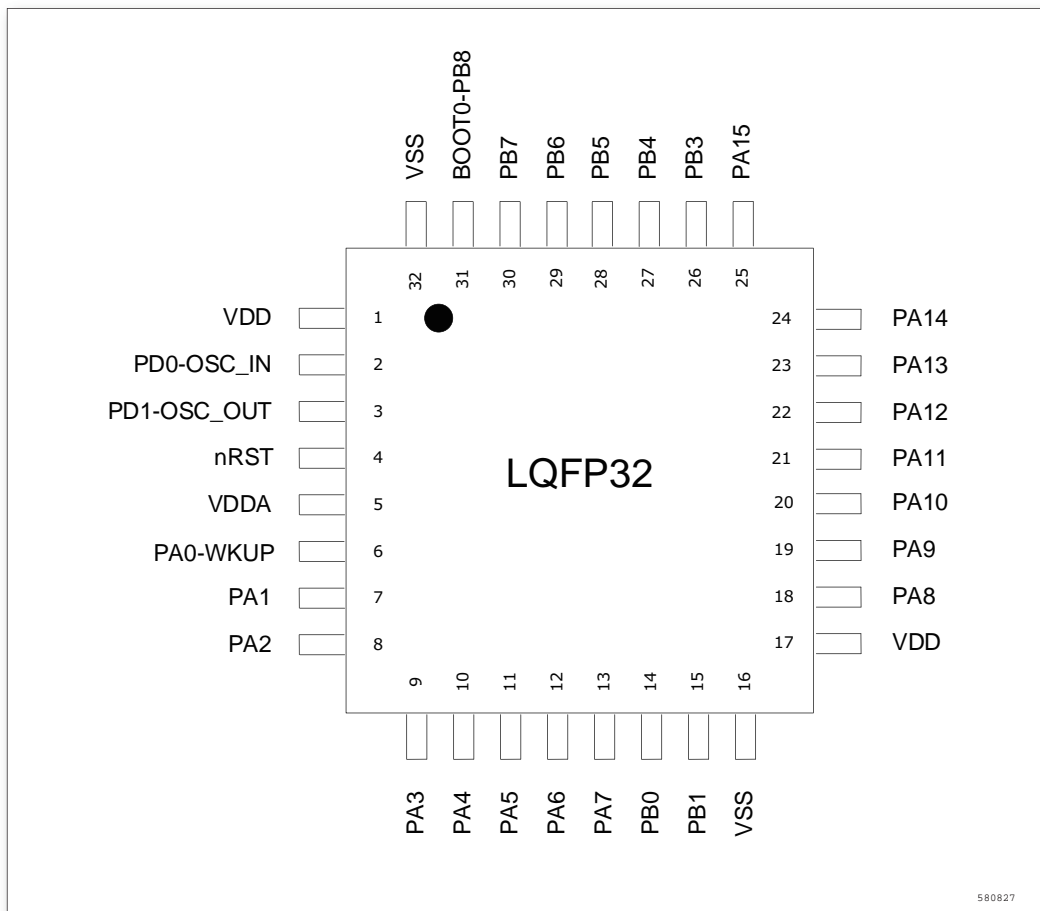 VSS
BOOT0-PB8
PB7
PB6
PB5
PB4
PB3
PA15
32
31
30
29
28
27
26
25
VDD 1
PD0-OSC_IN 2
PD1-OSC_OUT 3
nRST 4
VDDA 5
PA0-WKUP 6
PA1 7
PA2 8
LQFP32
24 PA14
23 PA13
22 PA12
21 PA11
20 PA10
19 PA9
18 PA8
17 VDD
9
10
11
12
13
14
15
16
PA3
PA4
PA5
PA6
PA7
PB0
PB1
VSS
580827